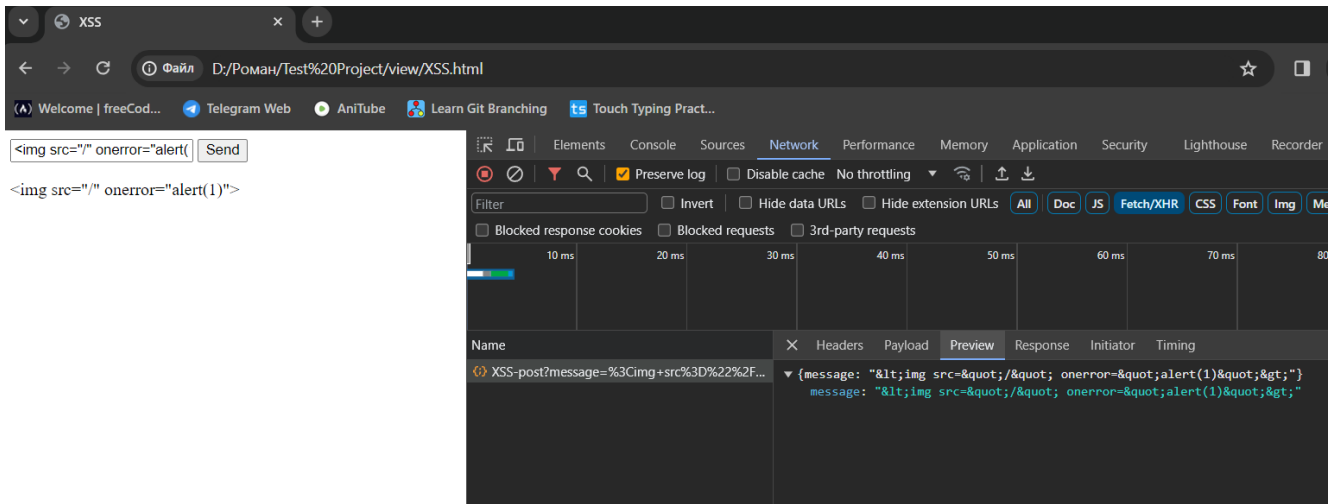 XSS
Файл D:/Роман/Test%20Project/view/XSS.html
Welcome | freeCod... Telegram Web AniTube Learn Git Branching ts Touch Typing Pract...
<img src="/" onerror="alert( Send
<img src="/" onerror="alert(1)">
Elements Console Sources Network Performance Memory Application Security Lighthouse Recorder
Preserve log Disable cache No throttling
Filter Invert Hide data URLs Hide extension URLs All Doc JS Fetch/XHR CSS Font Img Me
Blocked response cookies Blocked requests 3rd-party requests
10 ms 20 ms 30 ms 40 ms 50 ms 60 ms 70 ms 80
Name Headers Payload Preview Response Initiator Timing
XSS-post?message=%3Cimg+src%3D%22%2F...
{message: "&lt;img src=&quot;/&quot; onerror=&quot;alert(1)&quot;&gt;"}
message: "&lt;img src=&quot;/&quot; onerror=&quot;alert(1)&quot;&gt;"